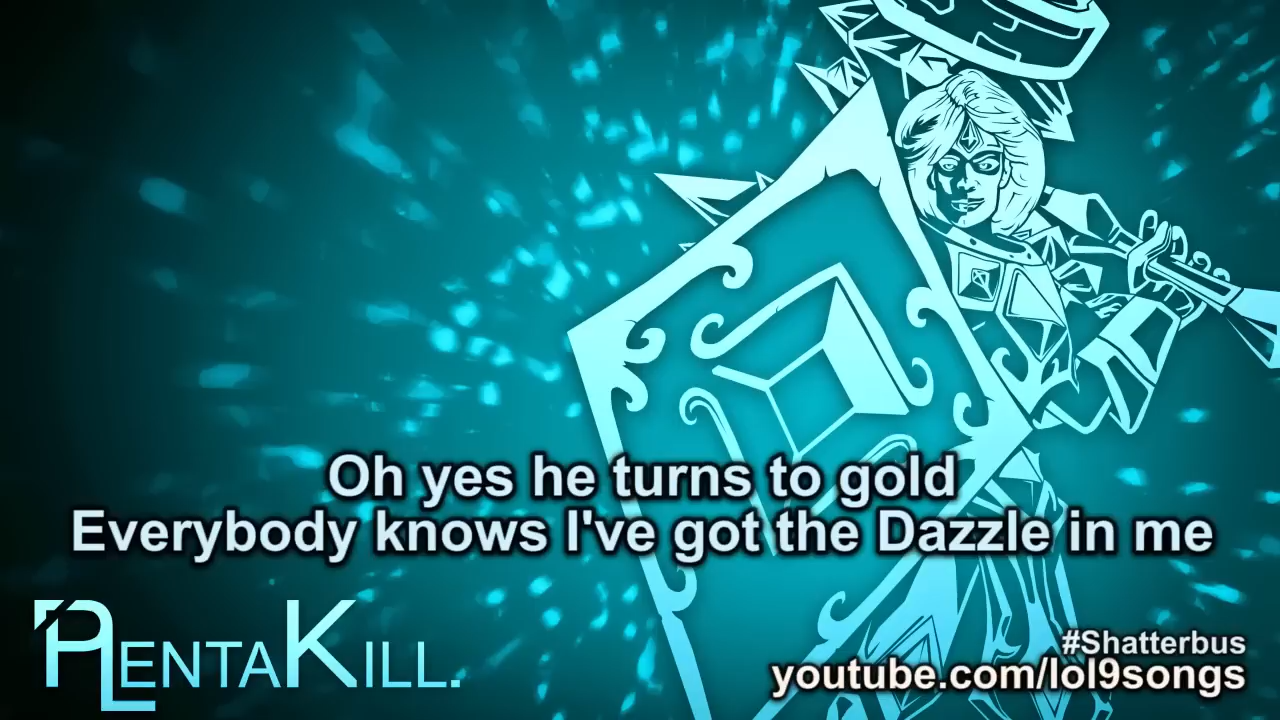 Oh yes he turns to gold
Everybody knows I've got the Dazzle in me
PENTAKILL.
#Shatterbus
youtube.com/lol9songs